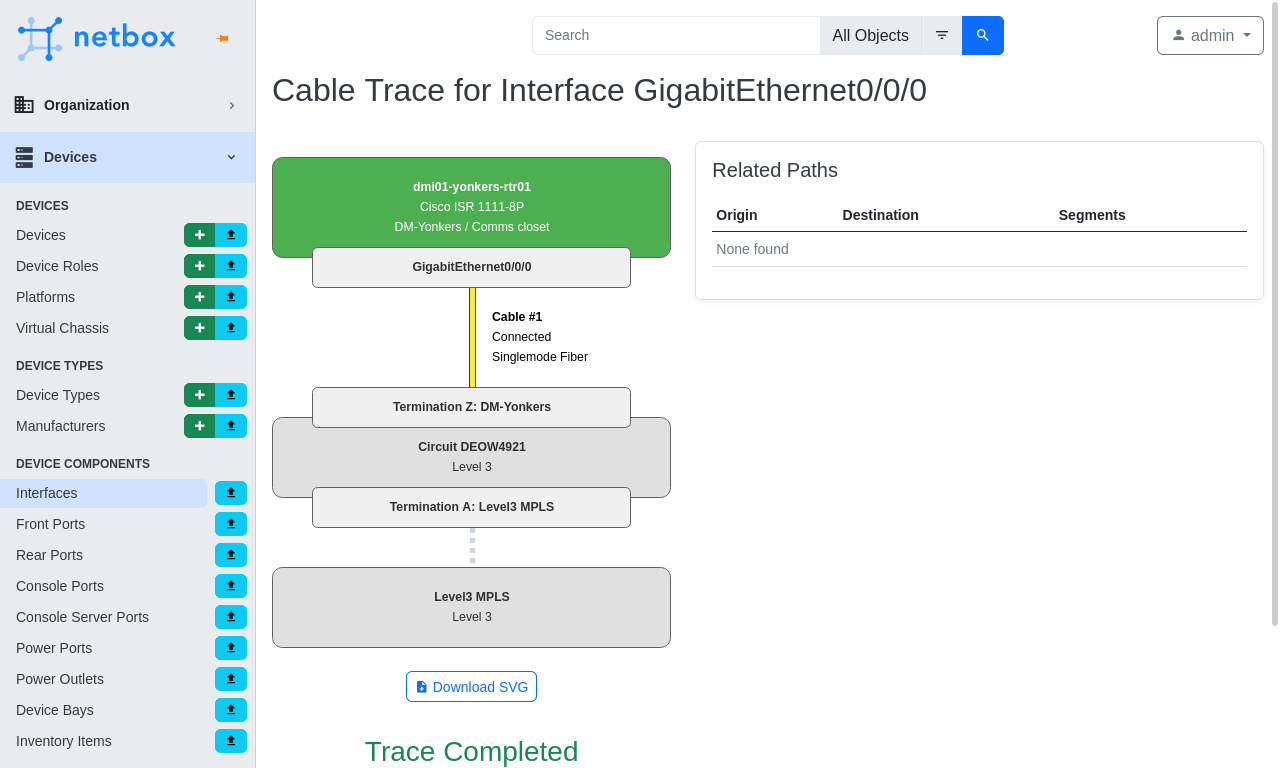 netbox
Search
All Objects
admin
Organization
Devices
DEVICES
Devices
Device Roles
Platforms
Virtual Chassis
DEVICE TYPES
Device Types
Manufacturers
DEVICE COMPONENTS
Interfaces
Front Ports
Rear Ports
Console Ports
Console Server Ports
Power Ports
Power Outlets
Device Bays
Inventory Items
Cable Trace for Interface GigabitEthernet0/0/0
dmi01-yonkers-rtr01
Cisco ISR 1111-8P
DM-Yonkers / Comms closet
GigabitEthernet0/0/0
Cable #1
Connected
Singlemode Fiber
Termination Z: DM-Yonkers
Circuit DEOW4921
Level 3
Termination A: Level3 MPLS
Level3 MPLS
Level 3
Download SVG
Trace Completed
Related Paths
Origin Destination Segments
None found